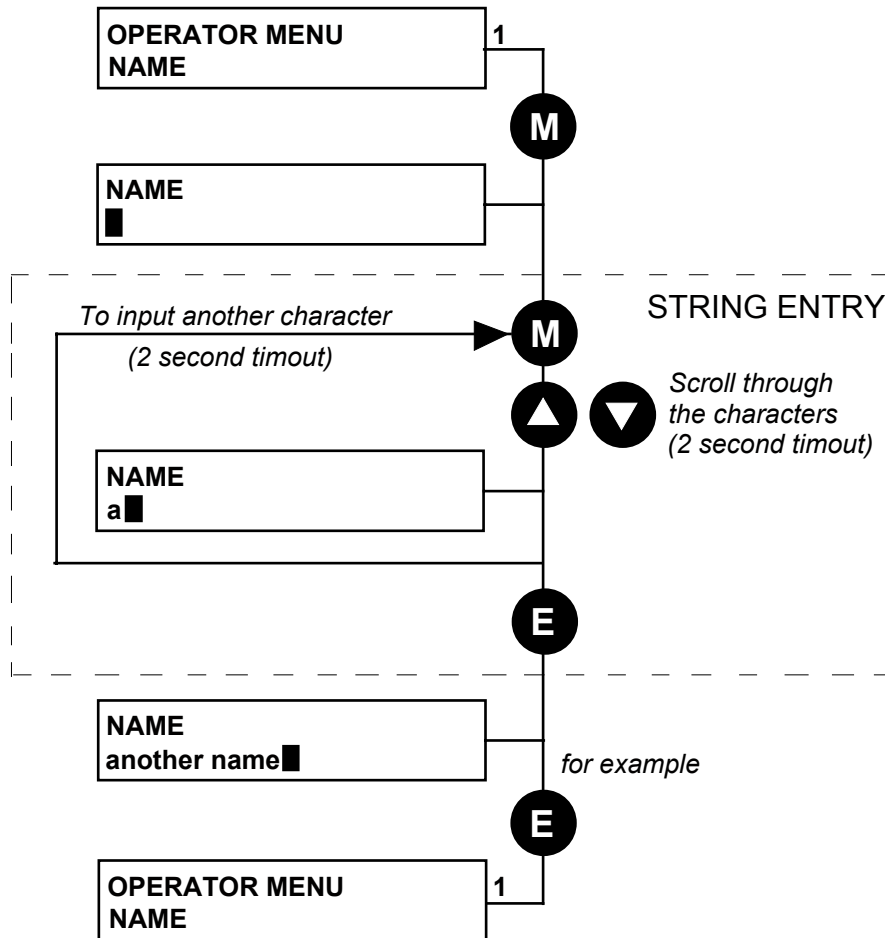 OPERATOR MENU 1
NAME
M
NAME
STRING ENTRY
To input another character
(2 second timout)
M
Scroll through
the characters
(2 second timout)
NAME
a
E
NAME
another name
for example
E
OPERATOR MENU 1
NAME